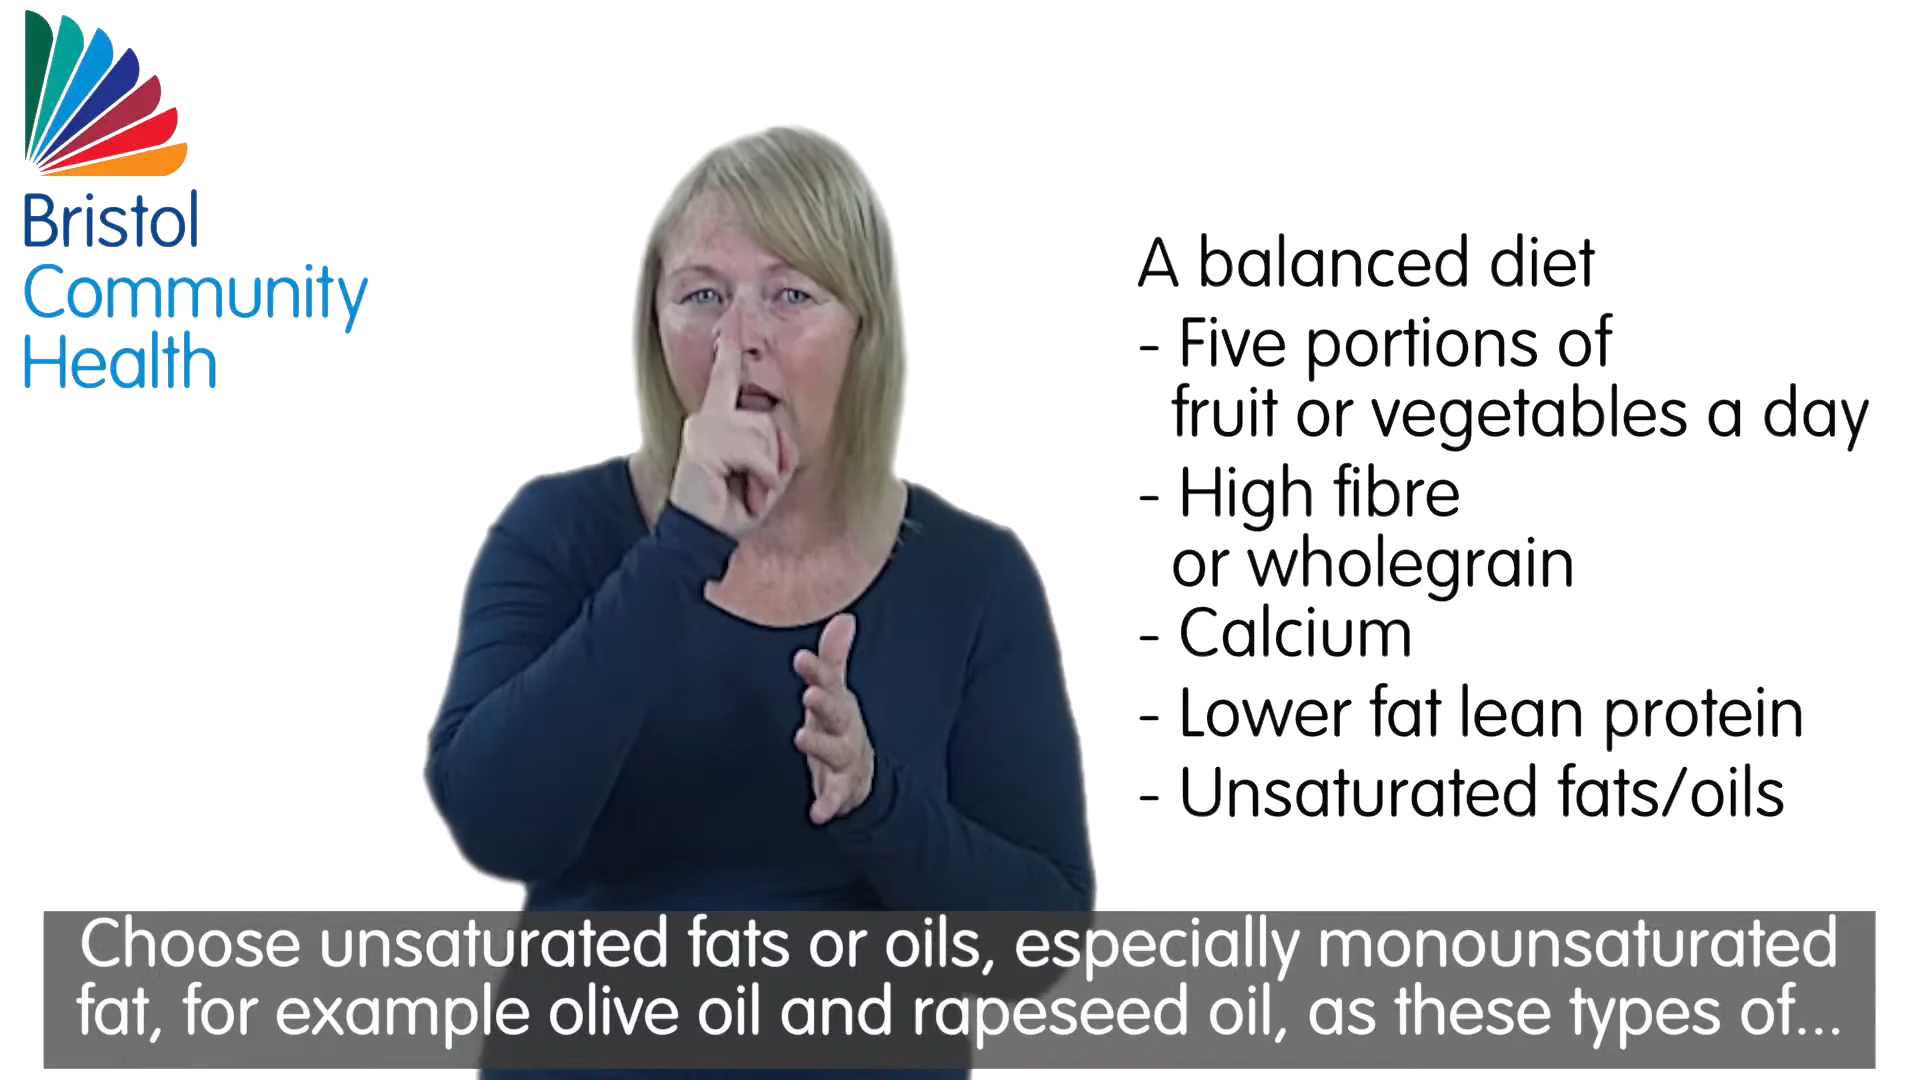 Bristol
Community
Health
A balanced diet
- Five portions of
fruit or vegetables a day
- High fibre
or wholegrain
- Calcium
- Lower fat lean protein
- Unsaturated fats/oils
Choose unsaturated fats or oils, especially monounsaturated
fat, for example olive oil and rapeseed oil, as these types of...